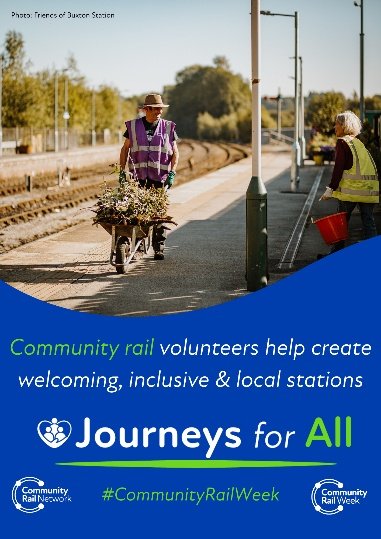 Photo: Friends of Buxton Station
Community rail volunteers help create
welcoming, inclusive & local stations
Journeys for All
Community
Rail Network
#CommunityRailWeek
Community
Rail Week